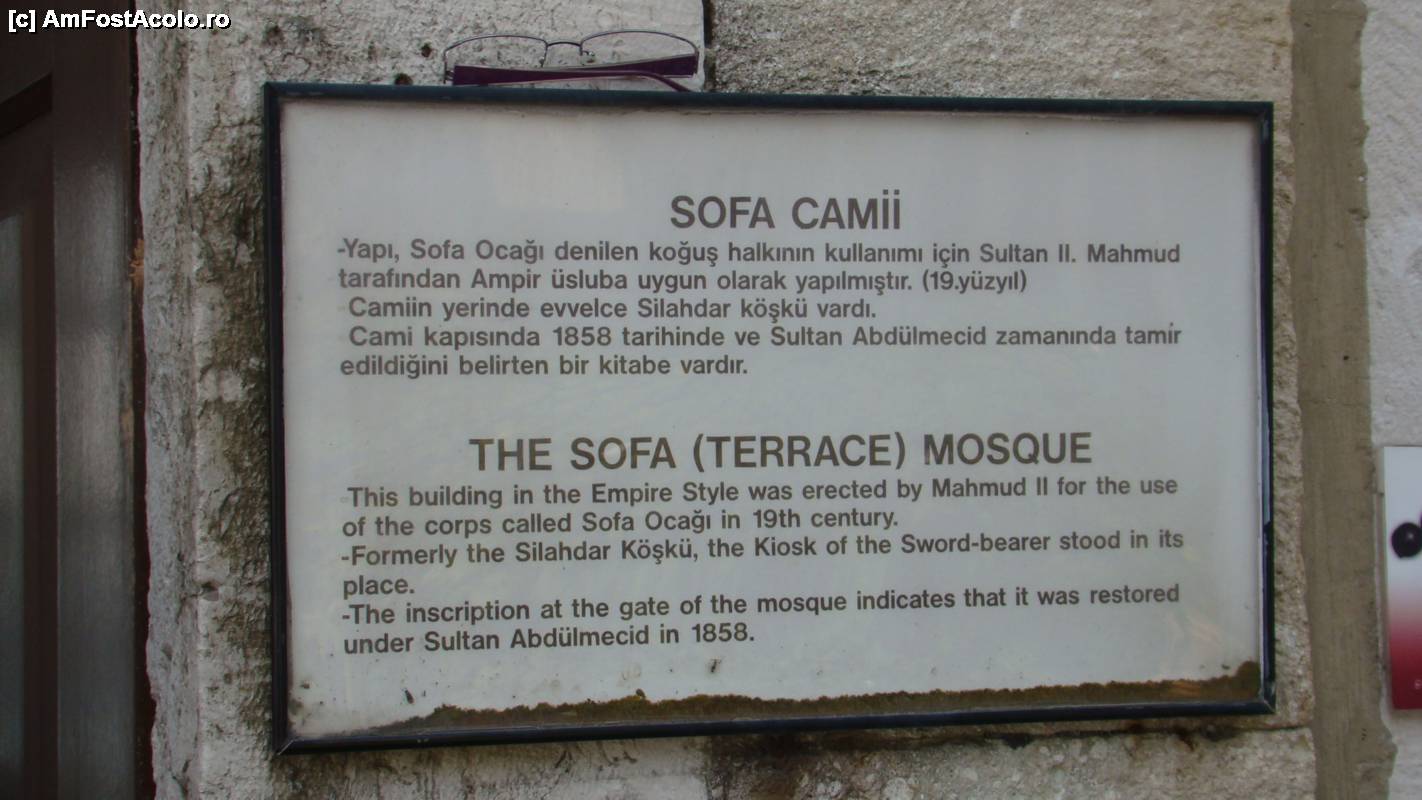 [c] AmFostAcolo.ro
SOFA CAMİİ
-Yapı, Sofa Ocağı denilen koğuş halkının kullanımı için Sultan II. Mahmud
tarafından Ampir üsluba uygun olarak yapılmıştır. (19.yüzyıl)
Camiin yerinde evvelce Silahdar köşkü vardı.
Cami kapısında 1858 tarihinde ve Sultan Abdülmecid zamanında tamir
edildiğini belirten bir kitabe vardır.
THE SOFA (TERRACE) MOSQUE
-This building in the Empire Style was erected by Mahmud II for the use
of the corps called Sofa Ocağı in 19th century.
-Formerly the Silahdar Köşkü, the Kiosk of the Sword-bearer stood in its
place.
-The inscription at the gate of the mosque indicates that it was restored
under Sultan Abdülmecid in 1858.